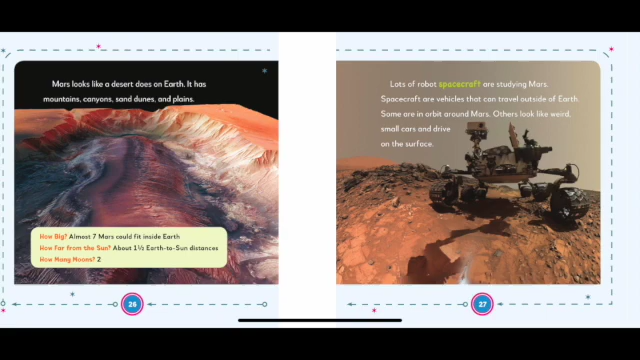 Mars looks like a desert does on Earth. It has
mountains, canyons, sand dunes, and plains.
How Big? Almost 7 Mars could fit inside Earth
How Far from the Sun? About 1½ Earth-to-Sun distances
How Many Moons? 2
26
Lots of robot spacecraft are studying Mars.
Spacecraft are vehicles that can travel outside of Earth.
Some are in orbit around Mars. Others look like weird,
small cars and drive
on the surface.
27